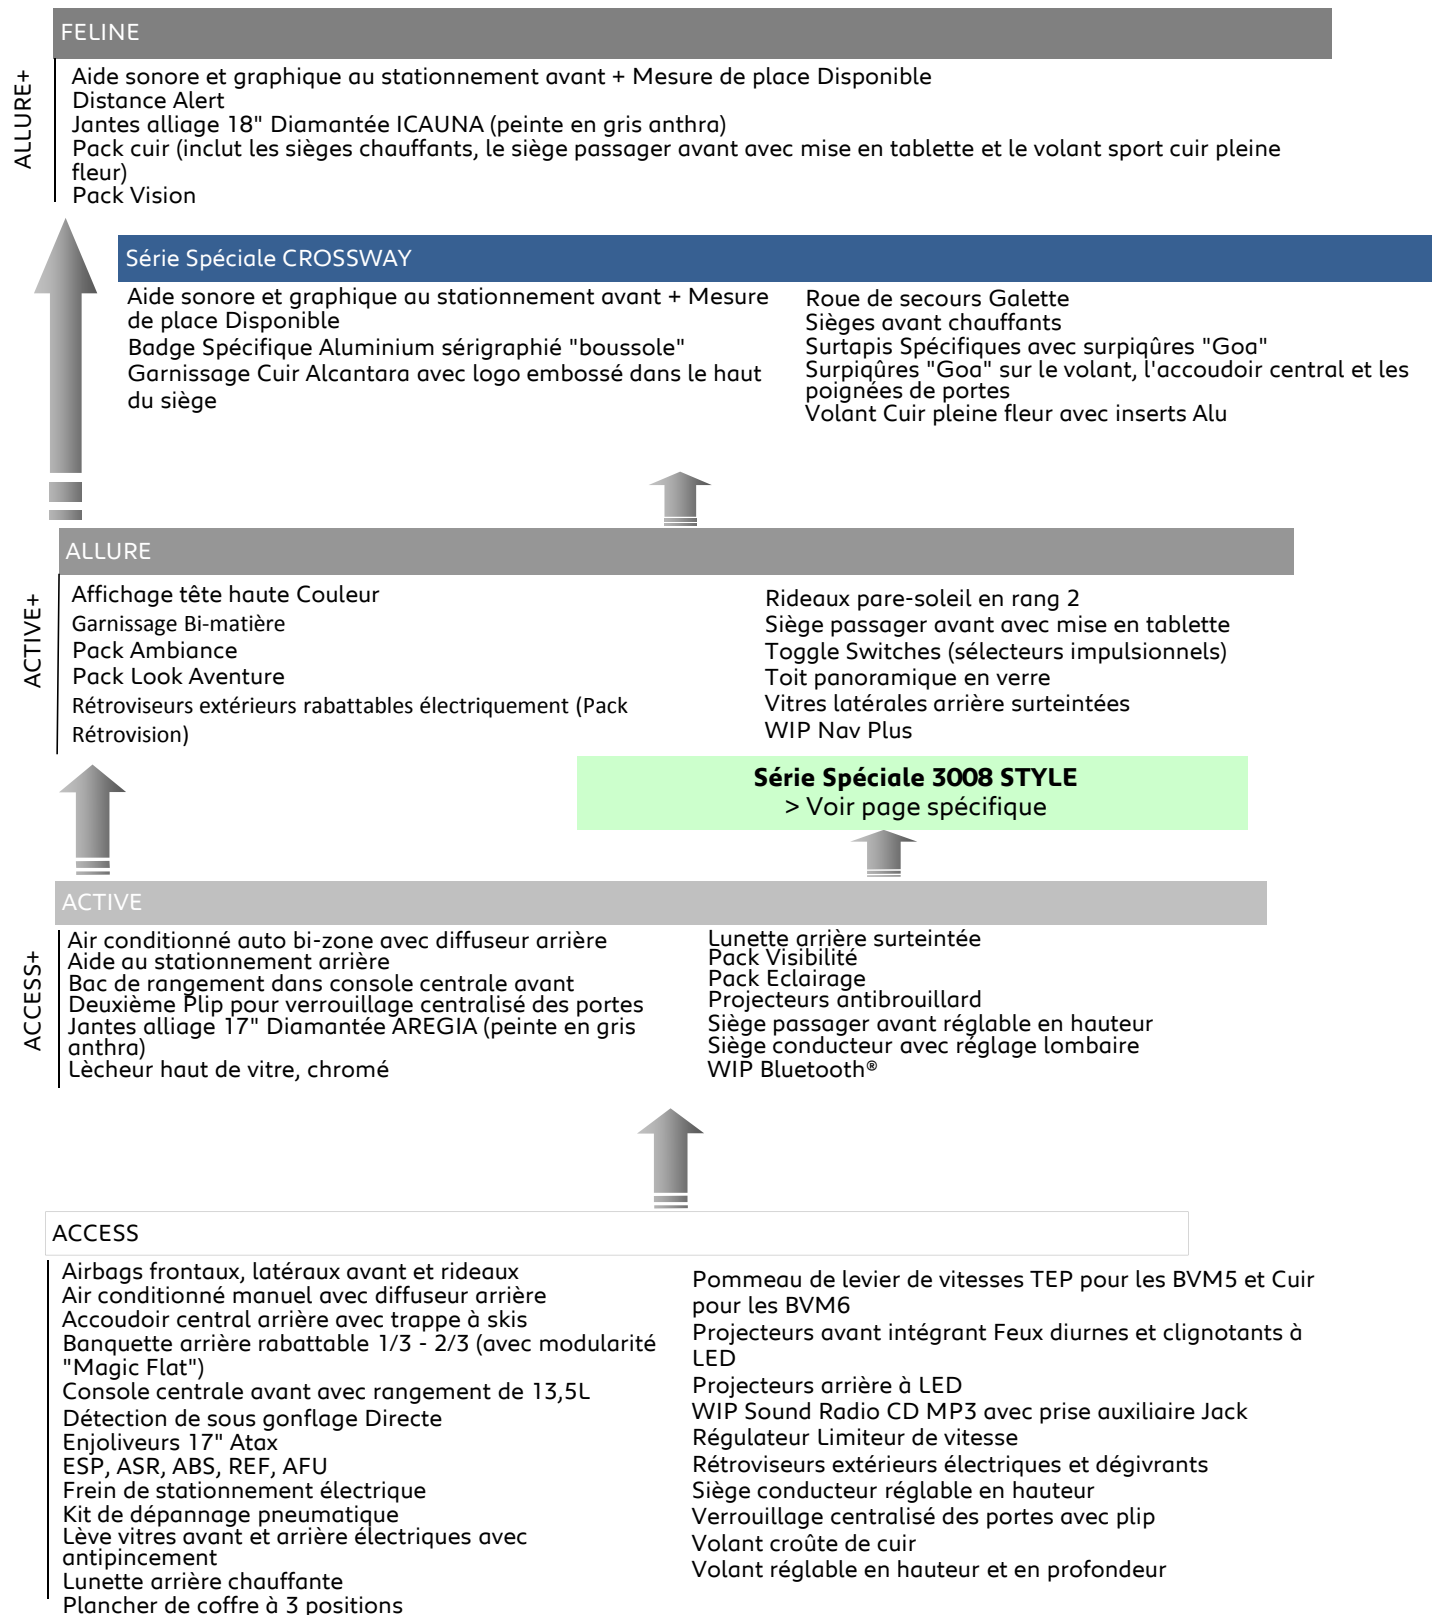 FELINE
ALLURE+
Aide sonore et graphique au stationnement avant + Mesure de place Disponible
Distance Alert
Jantes alliage 18" Diamantée ICAUNA (peinte en gris anthra)
Pack cuir (inclut les sièges chauffants, le siège passager avant avec mise en tablette et le volant sport cuir pleine
fleur)
Pack Vision
Série Spéciale CROSSWAY
Aide sonore et graphique au stationnement avant + Mesure
de place Disponible
Badge Spécifique Aluminium sérigraphié "boussole"
Garnissage Cuir Alcantara avec logo embossé dans le haut
du siège
Roue de secours Galette
Sièges avant chauffants
Surtapis Spécifiques avec surpiqûres "Goa"
Surpiqûres "Goa" sur le volant, l'accoudoir central et les
poignées de portes
Volant Cuir pleine fleur avec inserts Alu
ALLURE
ACTIVE+
Affichage tête haute Couleur
Garnissage Bi-matière
Pack Ambiance
Pack Look Aventure
Rétroviseurs extérieurs rabattables électriquement (Pack
Rétrovision)
Rideaux pare-soleil en rang 2
Siège passager avant avec mise en tablette
Toggle Switches (sélecteurs impulsionnels)
Toit panoramique en verre
Vitres latérales arrière surteintées
WIP Nav Plus
Série Spéciale 3008 STYLE
> Voir page spécifique
ACTIVE
ACCESS+
Air conditionné auto bi-zone avec diffuseur arrière
Aide au stationnement arrière
Bac de rangement dans console centrale avant
Deuxième Plip pour verrouillage centralisé des portes
Jantes alliage 17" Diamantée AREGIA (peinte en gris
anthra)
Lècheur haut de vitre, chromé
Lunette arrière surteintée
Pack Visibilité
Pack Eclairage
Projecteurs antibrouillard
Siège passager avant réglable en hauteur
Siège conducteur avec réglage lombaire
WIP Bluetooth®
ACCESS
Airbags frontaux, latéraux avant et rideaux
Air conditionné manuel avec diffuseur arrière
Accoudoir central arrière avec trappe à skis
Banquette arrière rabattable 1/3 - 2/3 (avec modularité
"Magic Flat")
Console centrale avant avec rangement de 13,5L
Détection de sous gonflage Directe
Enjoliveurs 17" Atax
ESP, ASR, ABS, REF, AFU
Frein de stationnement électrique
Kit de dépannage pneumatique
Lève vitres avant et arrière électriques avec
antipincement
Lunette arrière chauffante
Plancher de coffre à 3 positions
Pommeau de levier de vitesses TEP pour les BVM5 et Cuir
pour les BVM6
Projecteurs avant intégrant Feux diurnes et clignotants à
LED
Projecteurs arrière à LED
WIP Sound Radio CD MP3 avec prise auxiliaire Jack
Régulateur Limiteur de vitesse
Rétroviseurs extérieurs électriques et dégivrants
Siège conducteur réglable en hauteur
Verrouillage centralisé des portes avec plip
Volant croûte de cuir
Volant réglable en hauteur et en profondeur